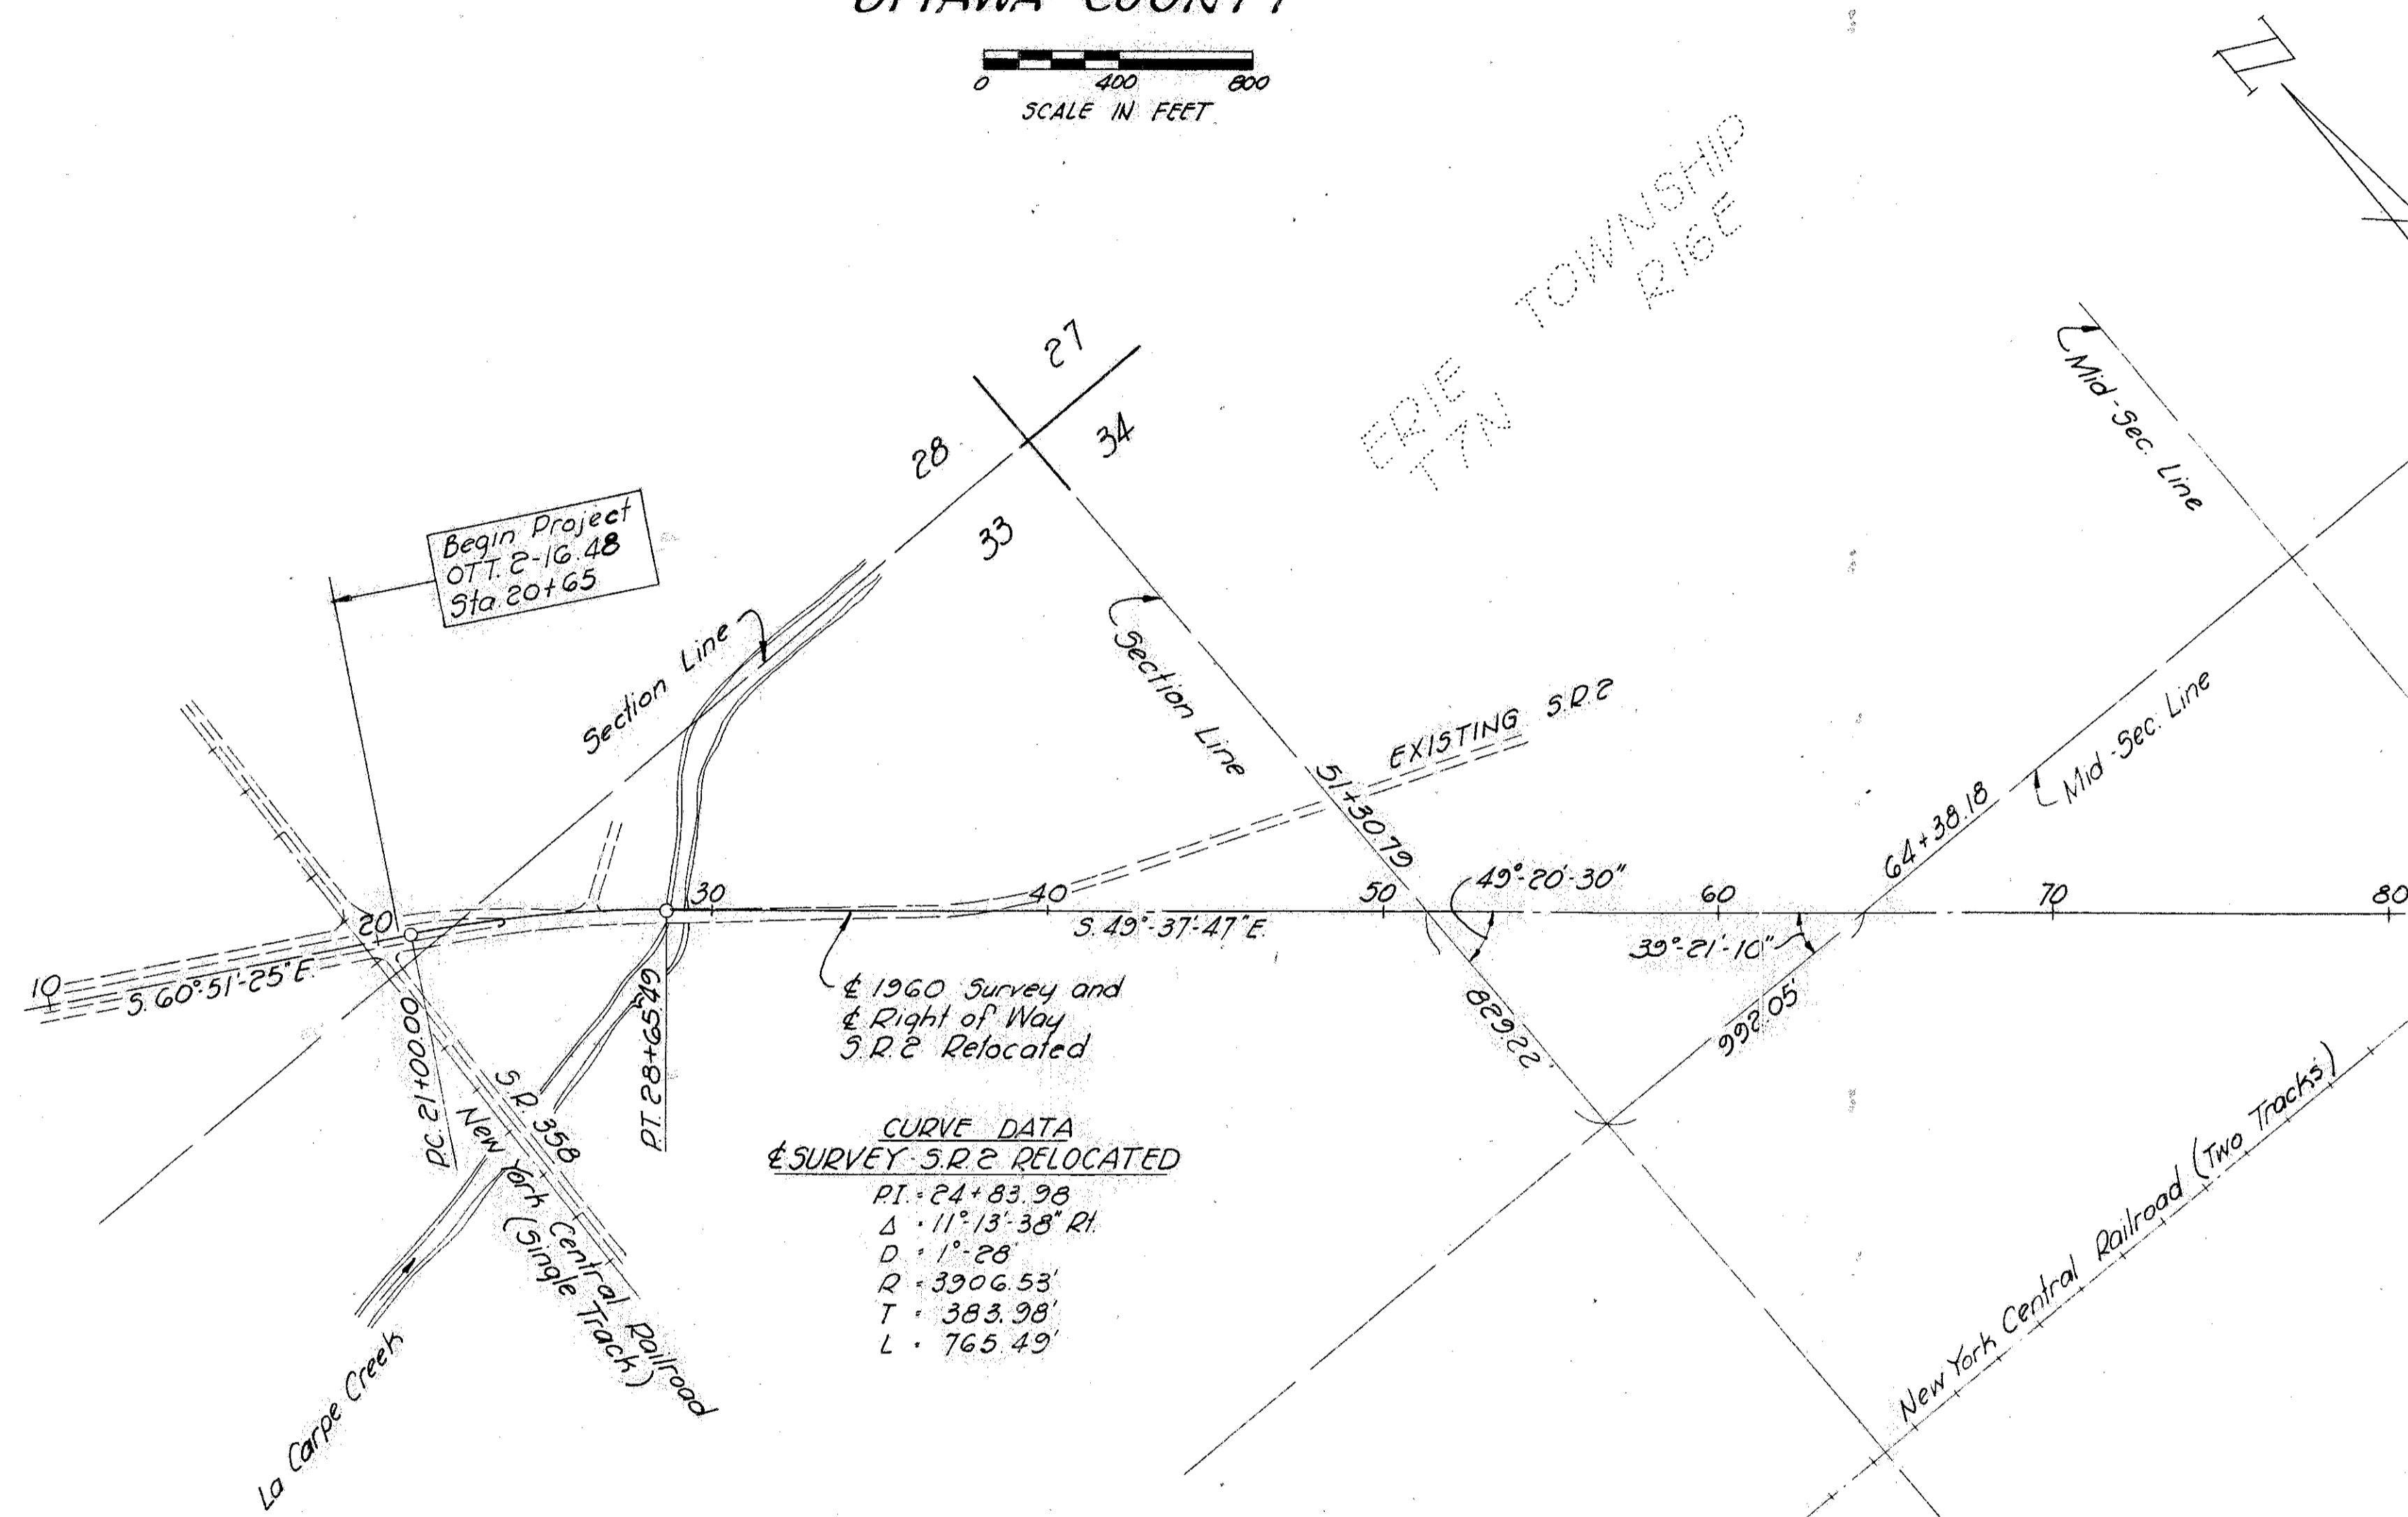 OTTAWA COUNTY
0 400 800
SCALE IN FEET
ERIE TOWNSHIP
T7N R16E
27
28
34
33
Begin Project
OTT. 2-16.48
Sta. 20+65
Section Line
Section Line
Mid-Sec. Line
Mid-Sec. Line
EXISTING S.R.2
51+30.79
64+38.18
10 20 30 40 50 60 70 80
S. 60°-51'-25" E.
S. 49°-37'-47" E.
49°-20'-30"
39°-21'-10"
829.22'
992.05'
P.C. 21+00.00
P.T. 28+65.49
℄ 1960 Survey and
℄ Right of Way
S.R.2 Relocated
S.R. 358
New York Central Railroad
(Single Track)
La Carpe Creek
New York Central Railroad (Two Tracks)
CURVE DATA
℄ SURVEY S.R.2 RELOCATED
P.I. = 24+83.98
Δ = 11°-13'-38" Rt.
D = 1°-28'
R = 3906.53'
T = 383.98'
L = 765.49'